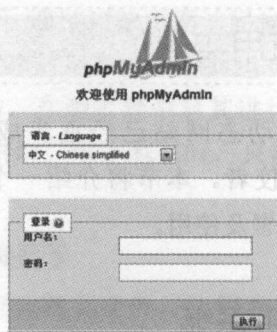 phpMyAdmin
欢迎使用 phpMyAdmin
语言 - Language
中文 - Chinese simplified
登录
用户名:
密码:
执行